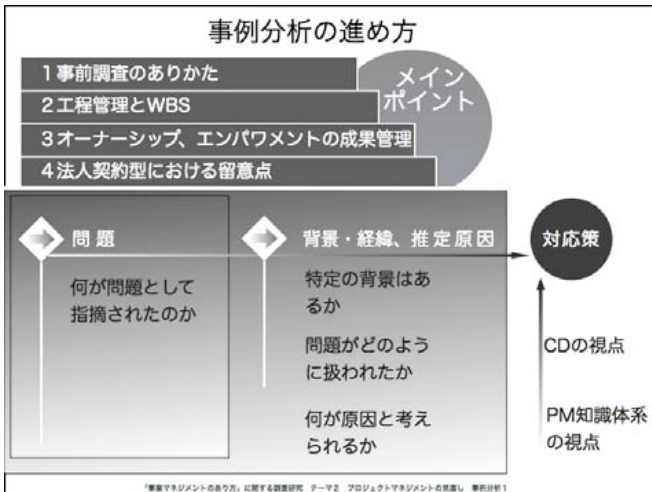 事例分析の進め方
1事前調査のありかた
2工程管理とWBS
3オーナーシップ、エンパワメントの成果管理
4法人契約型における留意点
メイン
ポイント
問題
背景・経緯、推定原因
対応策
何が問題として
指摘されたのか
特定の背景はあ
るか
問題がどのよう
に扱われたか
何が原因と考え
られるか
CDの視点
PM知識体系
の視点
「事業マネジメントのあり方」に関する調査研究 テーマ2 プロジェクトマネジメントの見直し 事例分析1